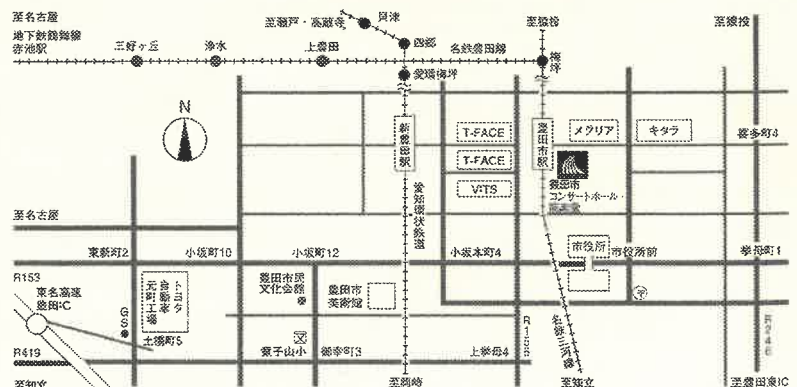 至名古屋
地下鉄鶴舞線
赤池駅
三好ヶ丘
浄水
上豊田
至瀬戸・高蔵寺
貝津
四郷
名鉄豊田線
愛環梅坪
至猿投
梅坪
至猿投
N
新豊田駅
T-FACE
T-FACE
ViTS
豊田市駅
メグリア
キタラ
喜多町4
豊田市
コンサートホール・
能楽堂
愛知環状鉄道
至名古屋
東新町2
小坂町10
小坂町12
小坂本町4
市役所
市役所前
挙母町1
R153
東名高速
豊田IC
トヨタ
自動車
元町工場
GS
土橋町5
豊田市民
文化会館
豊田市
美術館
R419
童子山小
御幸町3
上挙母4
R155
名鉄三河線
R248
至知立
至岡崎
至知立
至豊田東IC